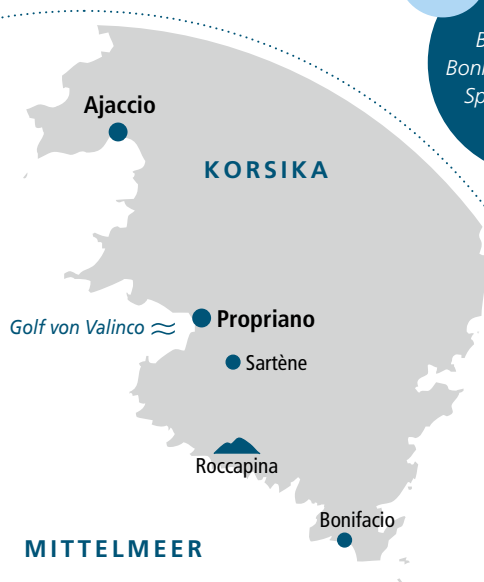 Ajaccio
KORSIKA
Golf von Valinco
Propriano
Sartène
Roccapina
Bonifacio
MITTELMEER